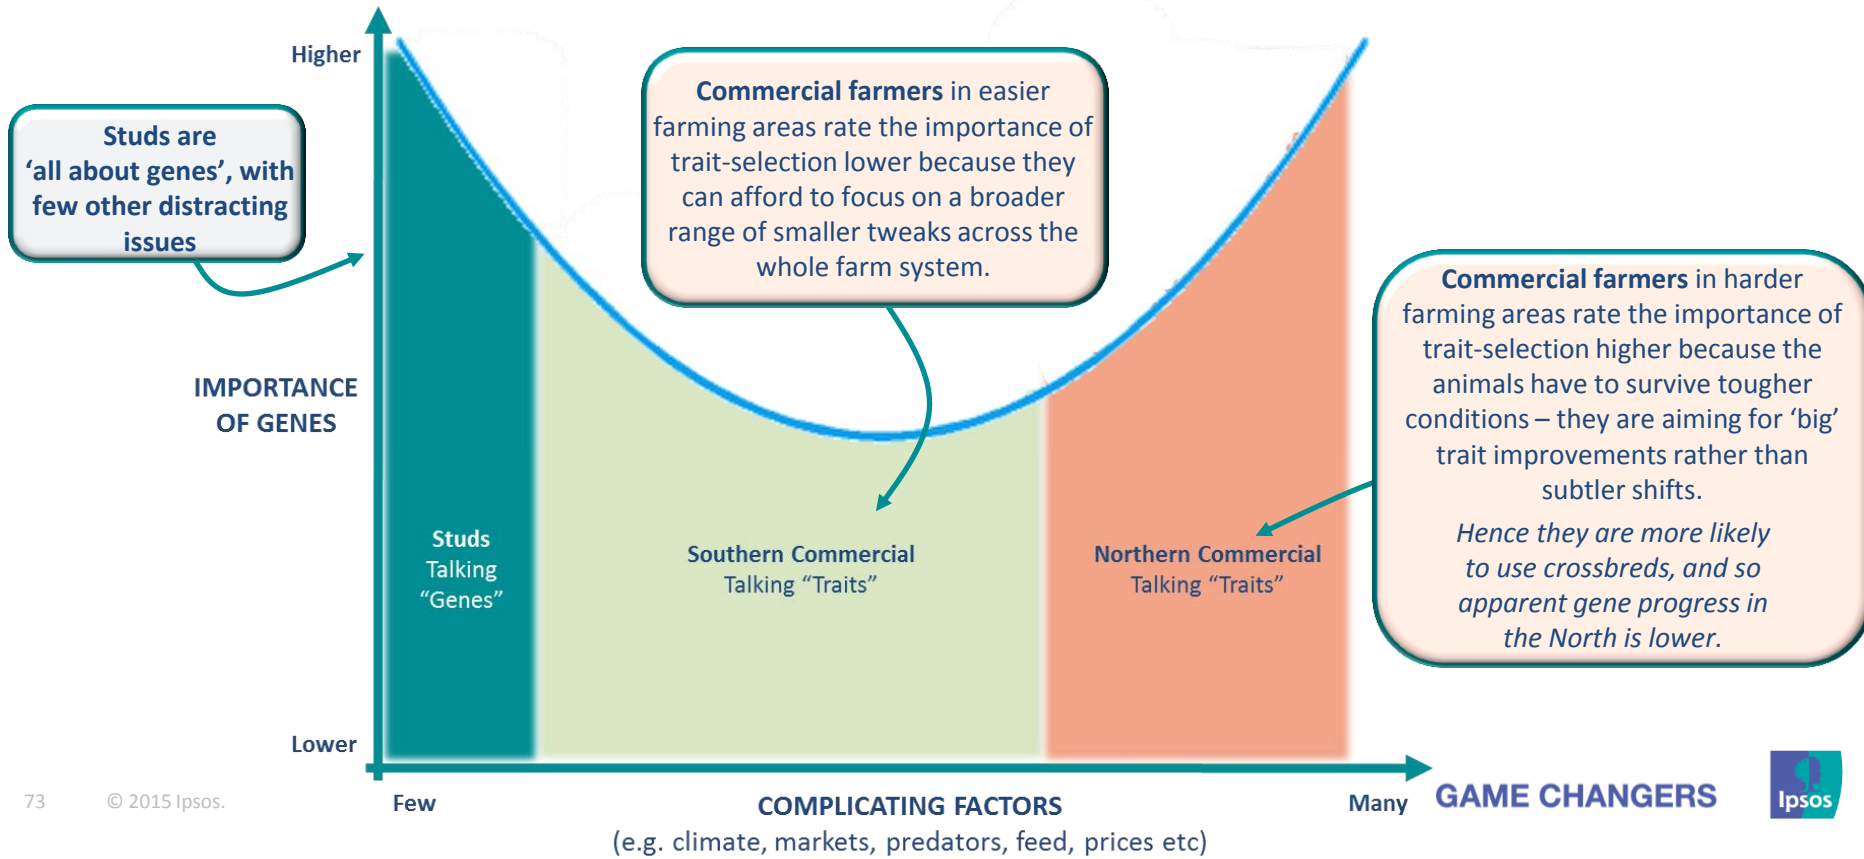 Higher
Studs are
‘all about genes’, with
few other distracting
issues
Commercial farmers in easier
farming areas rate the importance of
trait-selection lower because they
can afford to focus on a broader
range of smaller tweaks across the
whole farm system.
Commercial farmers in harder
farming areas rate the importance of
trait-selection higher because the
animals have to survive tougher
conditions – they are aiming for ‘big’
trait improvements rather than
subtler shifts.
Hence they are more likely
to use crossbreds, and so
apparent gene progress in
the North is lower.
IMPORTANCE
OF GENES
Studs
Talking
“Genes”
Southern Commercial
Talking “Traits”
Northern Commercial
Talking “Traits”
Lower
Few
COMPLICATING FACTORS
(e.g. climate, markets, predators, feed, prices etc)
Many
73
© 2015 Ipsos.
GAME CHANGERS
Ipsos